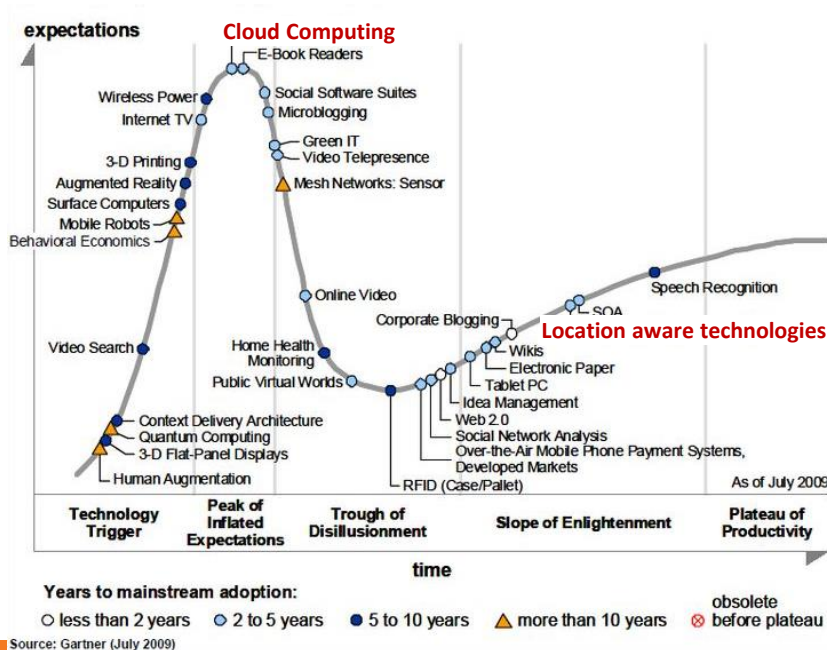 expectations
Cloud Computing
E-Book Readers
Wireless Power
Social Software Suites
Internet TV
Microblogging
Green IT
Video Telepresence
3-D Printing
Augmented Reality
Mesh Networks: Sensor
Surface Computers
Mobile Robots
Behavioral Economics
Online Video
Speech Recognition
Corporate Blogging
SOA
Location aware technologies
Video Search
Home Health
Monitoring
Wikis
Electronic Paper
Public Virtual Worlds
Tablet PC
Idea Management
Context Delivery Architecture
Web 2.0
Quantum Computing
Social Network Analysis
3-D Flat-Panel Displays
Over-the-Air Mobile Phone Payment Systems,
Developed Markets
Human Augmentation
RFID (Case/Pallet)
As of July 2009
Technology
Trigger
Peak of
Inflated
Expectations
Trough of
Disillusionment
Slope of Enlightenment
Plateau of
Productivity
time
Years to mainstream adoption:
less than 2 years
2 to 5 years
5 to 10 years
more than 10 years
obsolete
before plateau
Source: Gartner (July 2009)